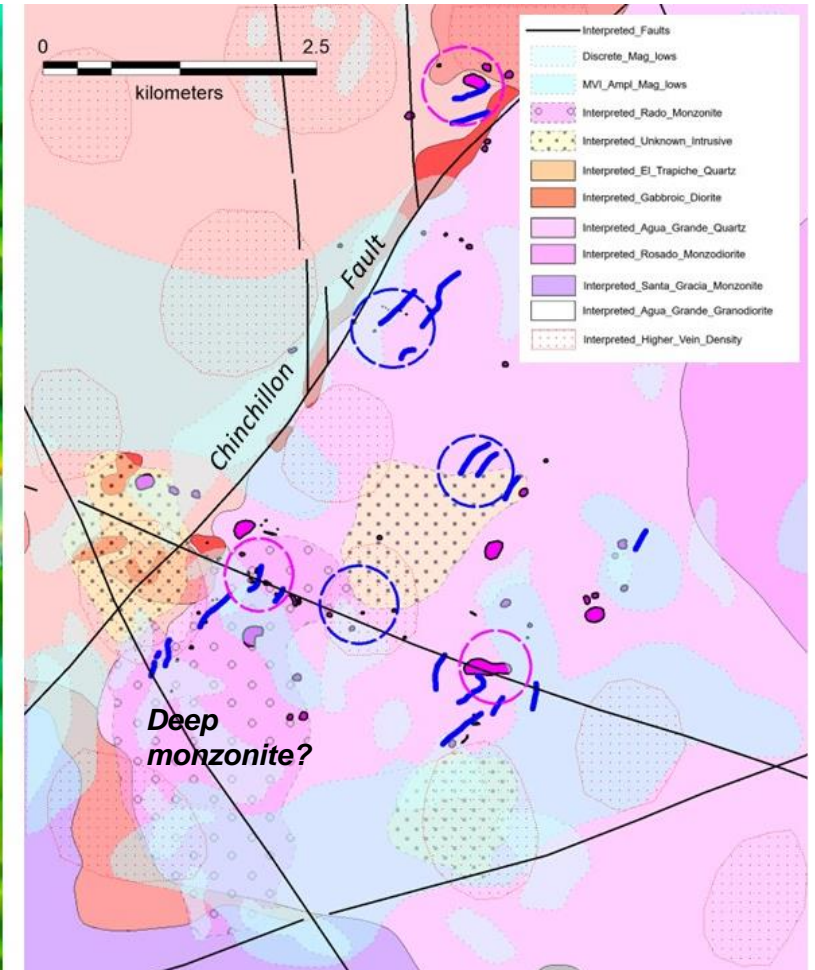 0 2.5
kilometers
Interpreted_Faults
Discrete_Mag_lows
MVI_Ampl_Mag_lows
Interpreted_Rado_Monzonite
Interpreted_Unknown_Intrusive
Interpreted_El_Trapiche_Quartz
Interpreted_Gabbroic_Diorite
Interpreted_Agua_Grande_Quartz
Interpreted_Rosado_Monzodiorite
Interpreted_Santa_Gracia_Monzonite
Interpreted_Agua_Grande_Granodiorite
Interpreted_Higher_Vein_Density
Chinchillon Fault
Deep
monzonite?